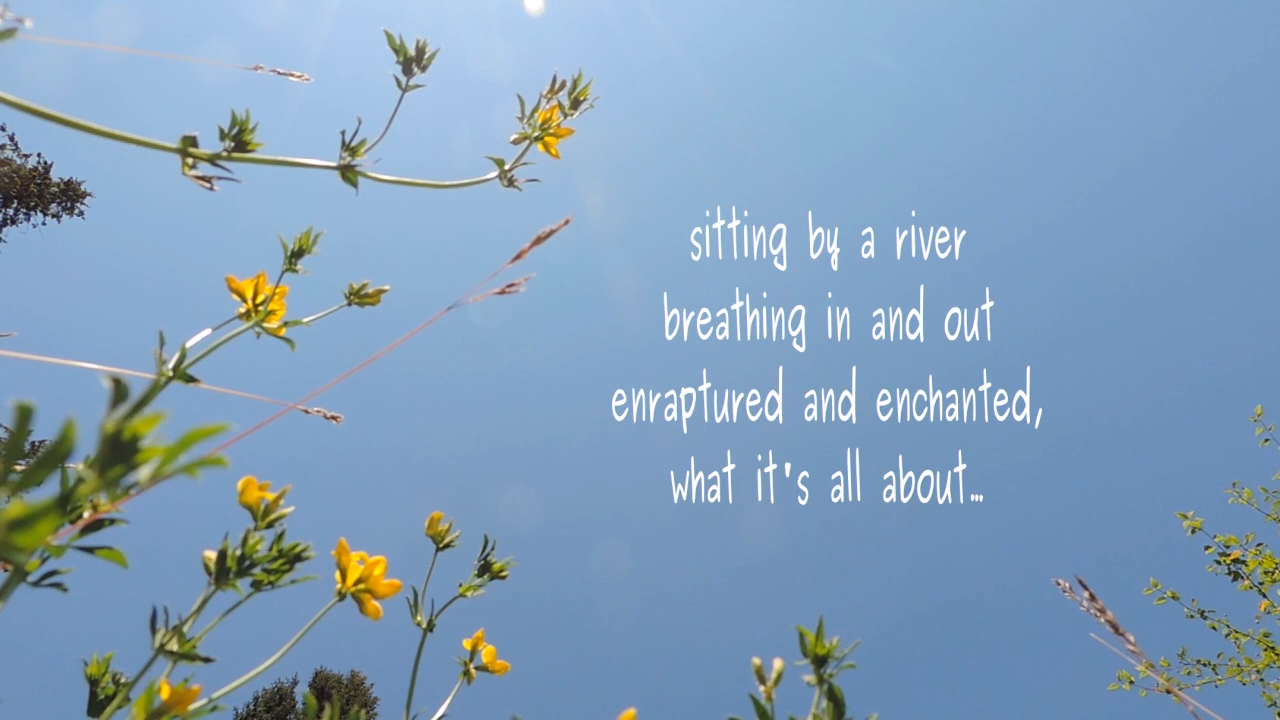 sitting by a river
breathing in and out
enraptured and enchanted,
what it's all about...